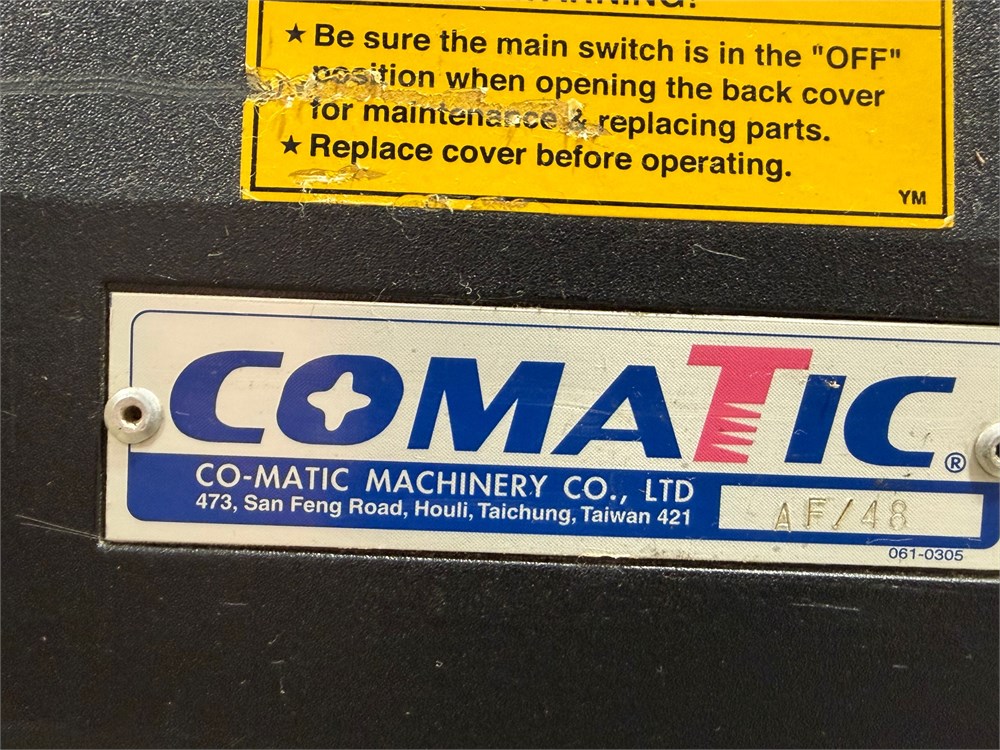 WARNING!
★ Be sure the main switch is in the "OFF"
position when opening the back cover
for maintenance & replacing parts.
★ Replace cover before operating.
YM
COMATIC®
CO-MATIC MACHINERY CO., LTD
473, San Feng Road, Houli, Taichung, Taiwan 421
AF/48
061-0305